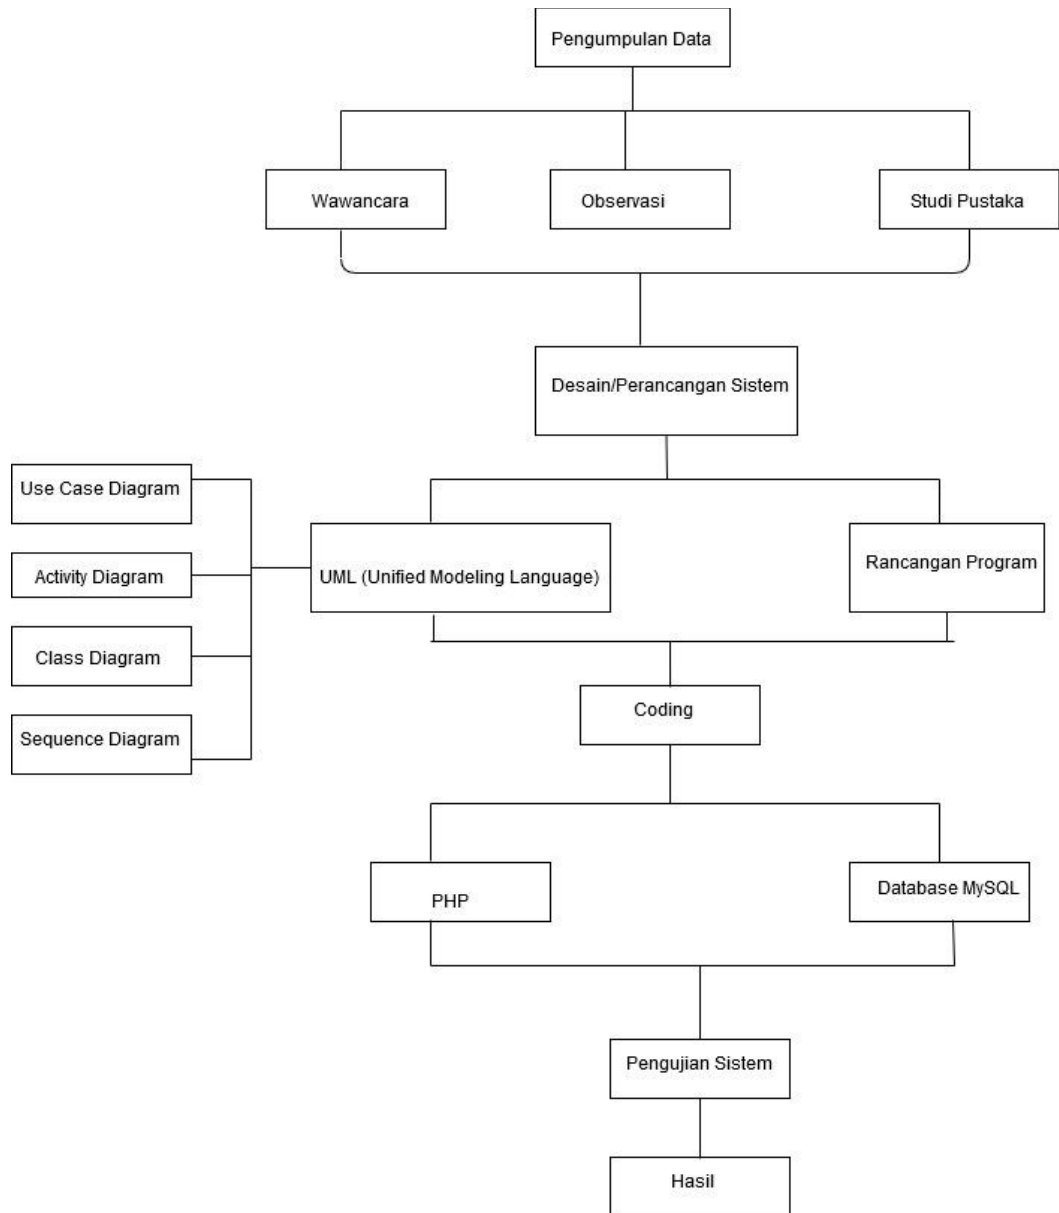 Pengumpulan Data
Wawancara
Observasi
Studi Pustaka
Desain/Perancangan Sistem
Use Case Diagram
Activity Diagram
Class Diagram
Sequence Diagram
UML (Unified Modeling Language)
Rancangan Program
Coding
PHP
Database MySQL
Pengujian Sistem
Hasil